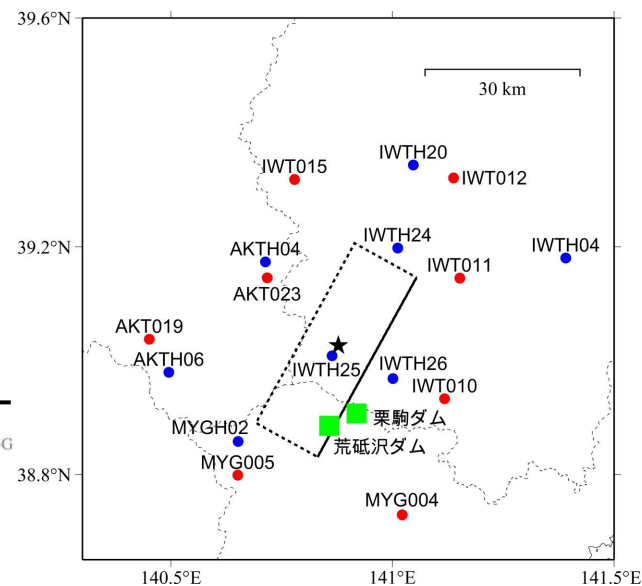 39.6°N
30 km
IWTH20
IWT015
IWT012
IWTH24
AKTH04
IWTH04
39.2°N
IWT011
AKT023
AKT019
AKTH06
IWTH25
IWTH26
IWT010
栗駒ダム
MYGH02
荒砥沢ダム
MYG005
38.8°N
MYG004
140.5°E
141°E
141.5°E